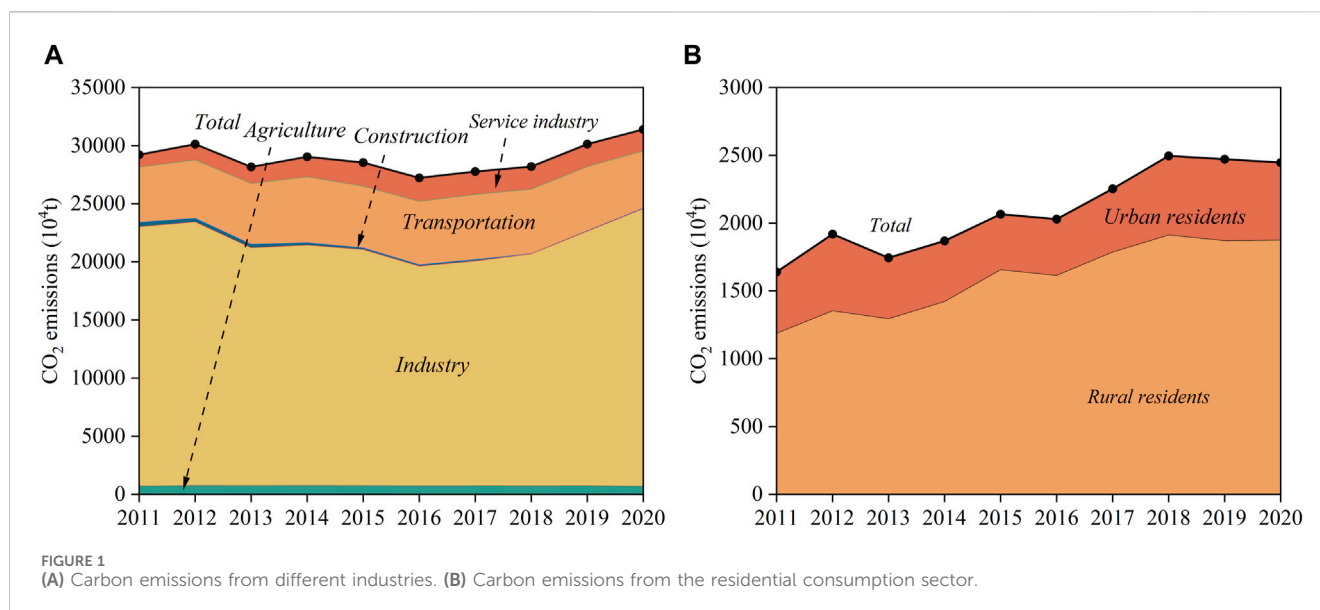 A
35000
30000
25000
20000
15000
10000
5000
0
CO₂ emissions (10⁴t)
Total
Agriculture
Construction
Service industry
Transportation
Industry
2011 2012 2013 2014 2015 2016 2017 2018 2019 2020
B
3000
2500
2000
1500
1000
500
0
CO₂ emissions (10⁴t)
Total
Urban residents
Rural residents
2011 2012 2013 2014 2015 2016 2017 2018 2019 2020
FIGURE 1
(A) Carbon emissions from different industries. (B) Carbon emissions from the residential consumption sector.